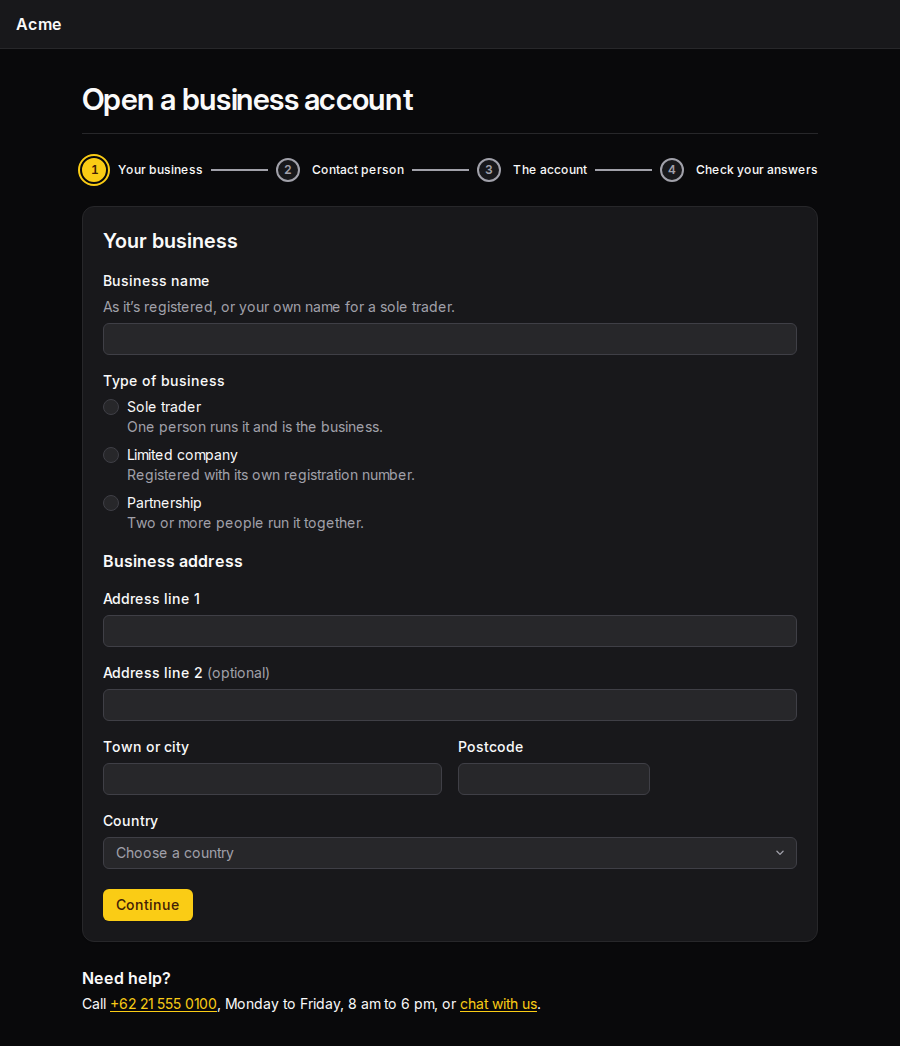 Acme
Open a business account
1 Your business 2 Contact person 3 The account 4 Check your answers
Your business
Business name
As it’s registered, or your own name for a sole trader.
Type of business
Sole trader
One person runs it and is the business.
Limited company
Registered with its own registration number.
Partnership
Two or more people run it together.
Business address
Address line 1
Address line 2 (optional)
Town or city Postcode
Country
Choose a country
Continue
Need help?
Call +62 21 555 0100, Monday to Friday, 8 am to 6 pm, or chat with us.